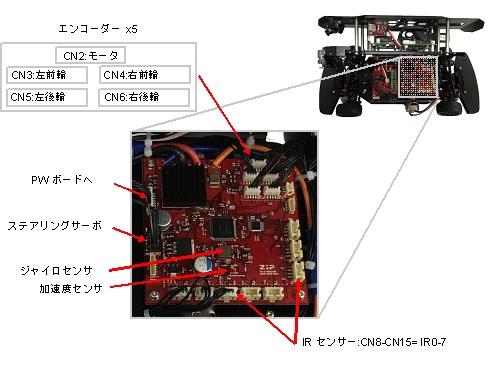 エンコーダー x5
CN2:モータ
CN3:左前輪
CN4:右前輪
CN5:左後輪
CN6:右後輪
PWボードへ
ステアリングサーボ
ジャイロセンサ
加速度センサ
ZiP
IR センサー:CN8-CN15= IR0-7